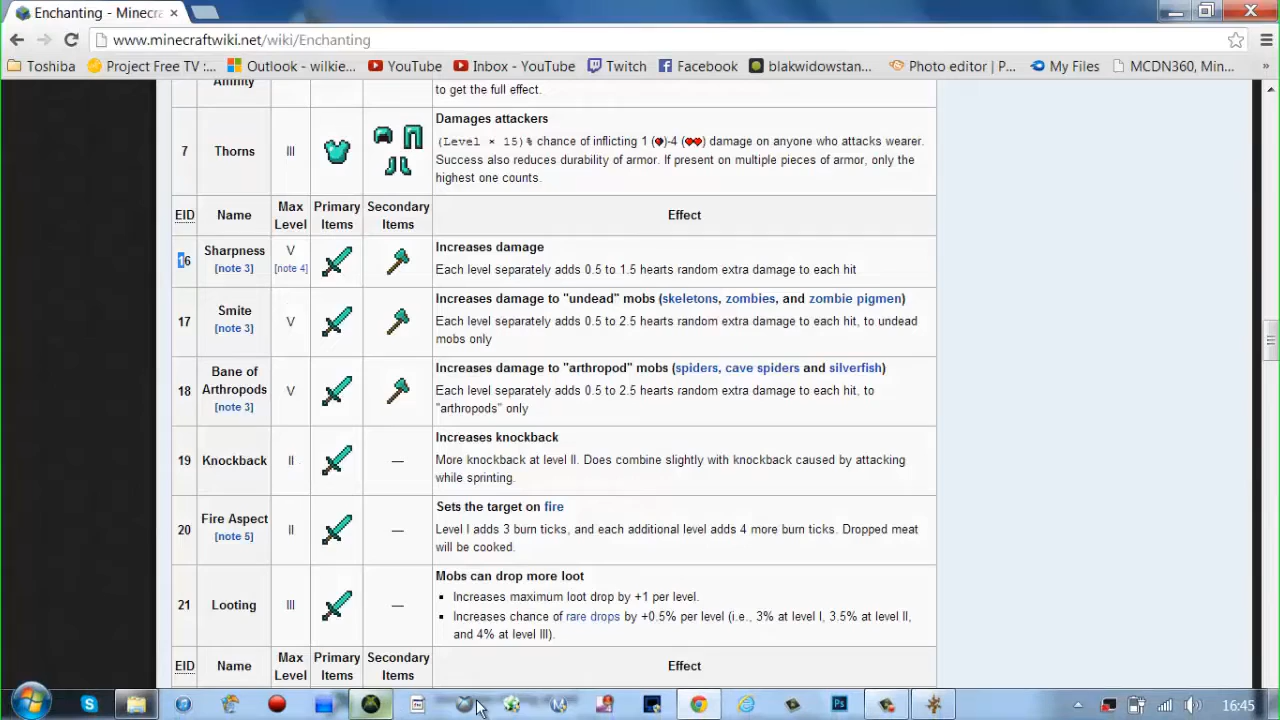 Enchanting - Minecra
www.minecraftwiki.net/wiki/Enchanting
Toshiba Project Free TV :... Outlook - wilkie... YouTube Inbox - YouTube Twitch Facebook blakwidowstan... Photo editor | P... My Files MCDN360, Min... »
Affinity
to get the full effect.
7 Thorns III
Damages attackers
(Level × 15)% chance of inflicting 1 ()-4 () damage on anyone who attacks wearer.
Success also reduces durability of armor. If present on multiple pieces of armor, only the
highest one counts.
EID Name Max Level Primary Items Secondary Items Effect
16 Sharpness [note 3] V [note 4]
Increases damage
Each level separately adds 0.5 to 1.5 hearts random extra damage to each hit
17 Smite [note 3] V
Increases damage to "undead" mobs (skeletons, zombies, and zombie pigmen)
Each level separately adds 0.5 to 2.5 hearts random extra damage to each hit, to undead
mobs only
18 Bane of Arthropods [note 3] V
Increases damage to "arthropod" mobs (spiders, cave spiders and silverfish)
Each level separately adds 0.5 to 2.5 hearts random extra damage to each hit, to
"arthropods" only
19 Knockback II —
Increases knockback
More knockback at level II. Does combine slightly with knockback caused by attacking
while sprinting.
20 Fire Aspect [note 5] II —
Sets the target on fire
Level I adds 3 burn ticks, and each additional level adds 4 more burn ticks. Dropped meat
will be cooked.
21 Looting III —
Mobs can drop more loot
Increases maximum loot drop by +1 per level.
Increases chance of rare drops by +0.5% per level (i.e., 3% at level I, 3.5% at level II,
and 4% at level III).
EID Name Max Level Primary Items Secondary Items Effect
16:45